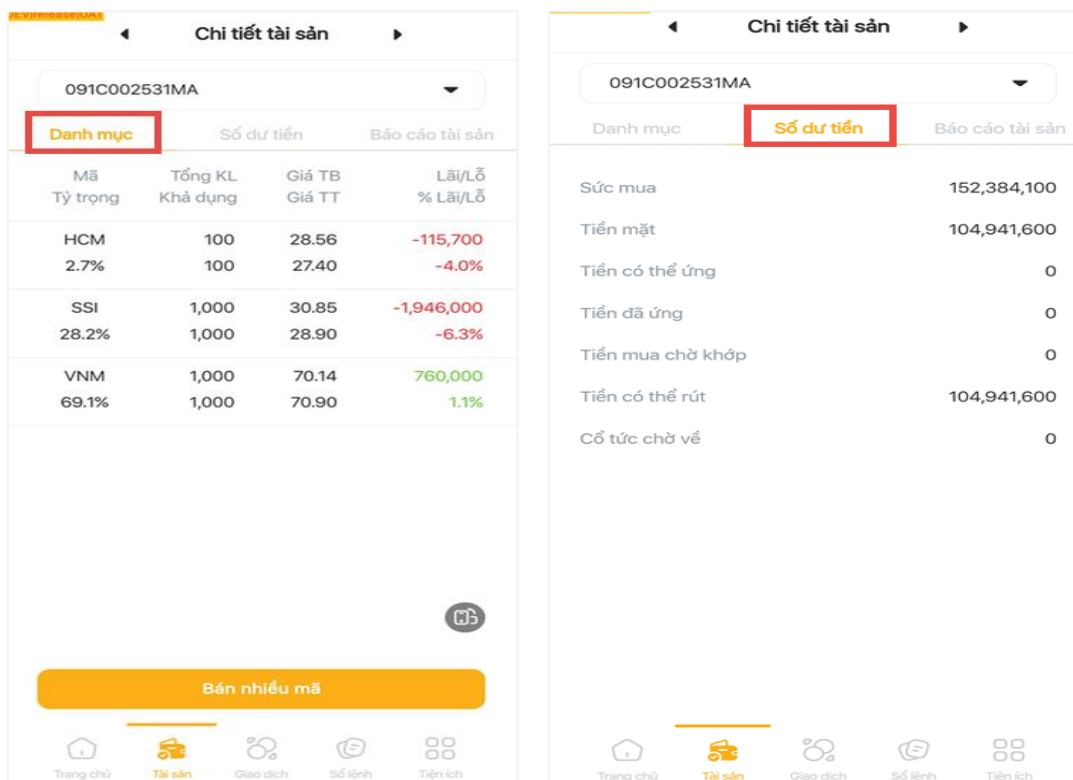 DEV|release|UAT
Chi tiết tài sản
091C002531MA
Danh mục Số dư tiền Báo cáo tài sản
Mã Tổng KL Giá TB Lãi/Lỗ
Tỷ trọng Khả dụng Giá TT % Lãi/Lỗ
HCM 100 28.56 -115,700
2.7% 100 27.40 -4.0%
SSI 1,000 30.85 -1,946,000
28.2% 1,000 28.90 -6.3%
VNM 1,000 70.14 760,000
69.1% 1,000 70.90 1.1%
Bán nhiều mã
Trang chủ Tài sản Giao dịch Sổ lệnh Tiện ích
Chi tiết tài sản
091C002531MA
Danh mục Số dư tiền Báo cáo tài sản
Sức mua 152,384,100
Tiền mặt 104,941,600
Tiền có thể ứng 0
Tiền đã ứng 0
Tiền mua chờ khớp 0
Tiền có thể rút 104,941,600
Cổ tức chờ về 0
Trang chủ Tài sản Giao dịch Sổ lệnh Tiện ích